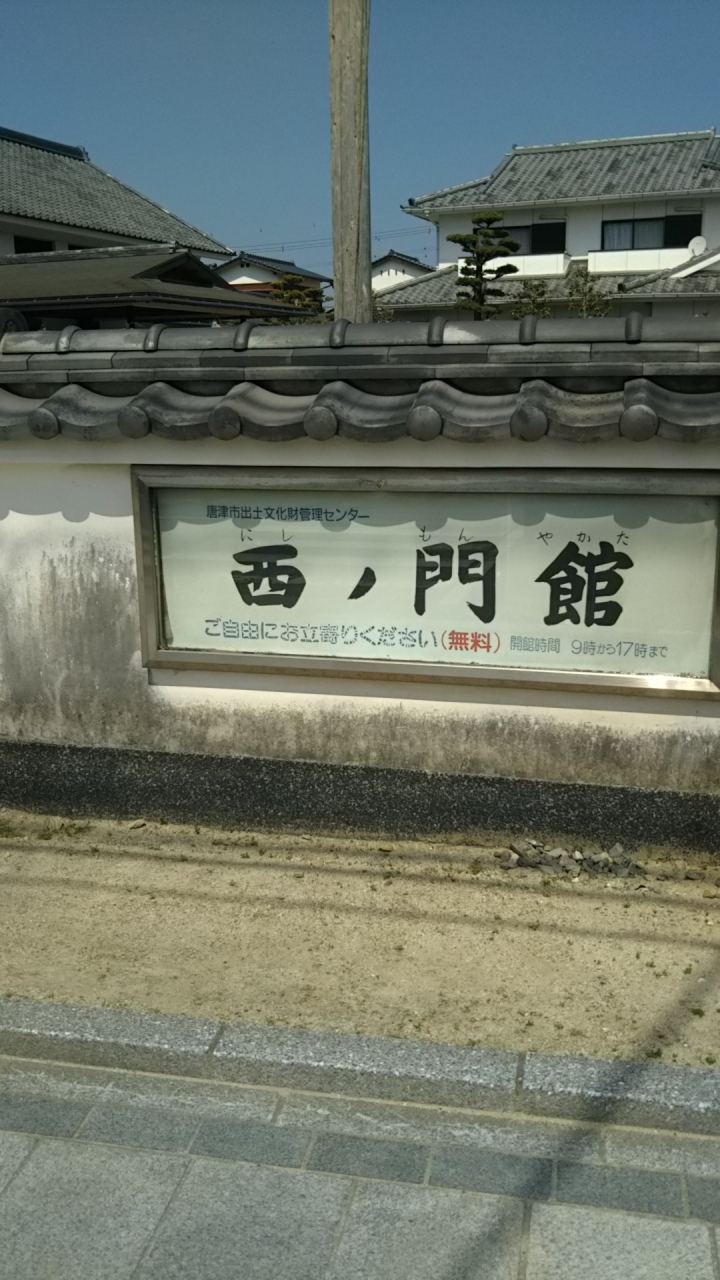 唐津市出土文化財管理センター
にし もん やかた
西ノ門館
ご自由にお立寄りください(無料) 開館時間 9時から17時まで